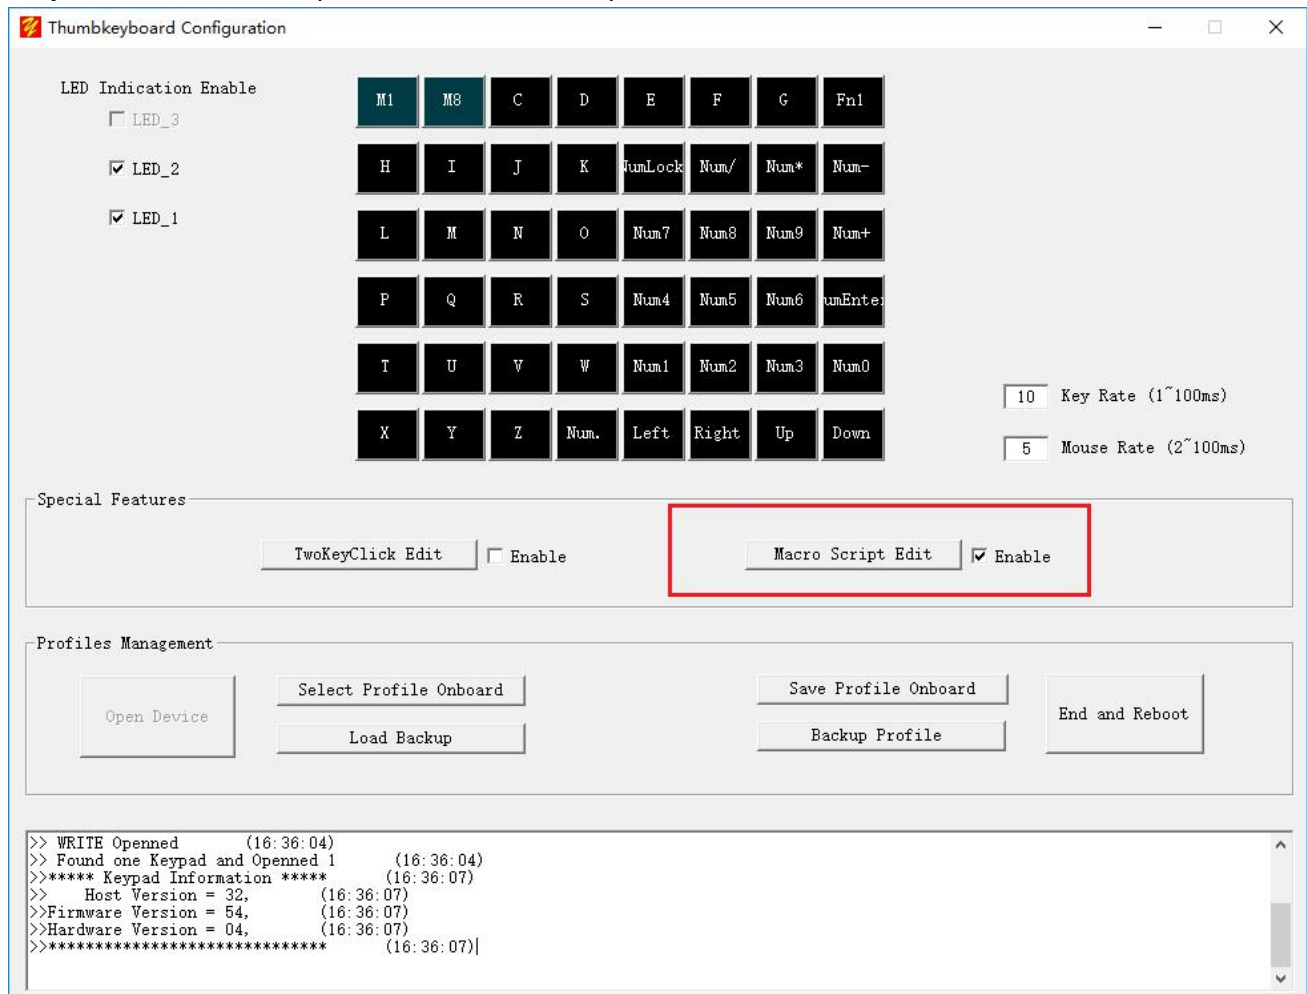 Thumbkeyboard Configuration
LED Indication Enable
LED_3
LED_2
LED_1
M1 M8 C D E F G Fn1
H I J K NumLock Num/ Num* Num-
L M N O Num7 Num8 Num9 Num+
P Q R S Num4 Num5 Num6 umEnte
T U V W Num1 Num2 Num3 Num0
X Y Z Num. Left Right Up Down
10 Key Rate (1~100ms)
5 Mouse Rate (2~100ms)
Special Features
TwoKeyClick Edit Enable
Macro Script Edit Enable
Profiles Management
Open Device
Select Profile Onboard
Load Backup
Save Profile Onboard
Backup Profile
End and Reboot
>> WRITE Openned (16:36:04)
>> Found one Keypad and Openned 1 (16:36:04)
>>***** Keypad Information ***** (16:36:07)
>> Host Version = 32, (16:36:07)
>>Firmware Version = 54, (16:36:07)
>>Hardware Version = 04, (16:36:07)
>>****************************** (16:36:07)